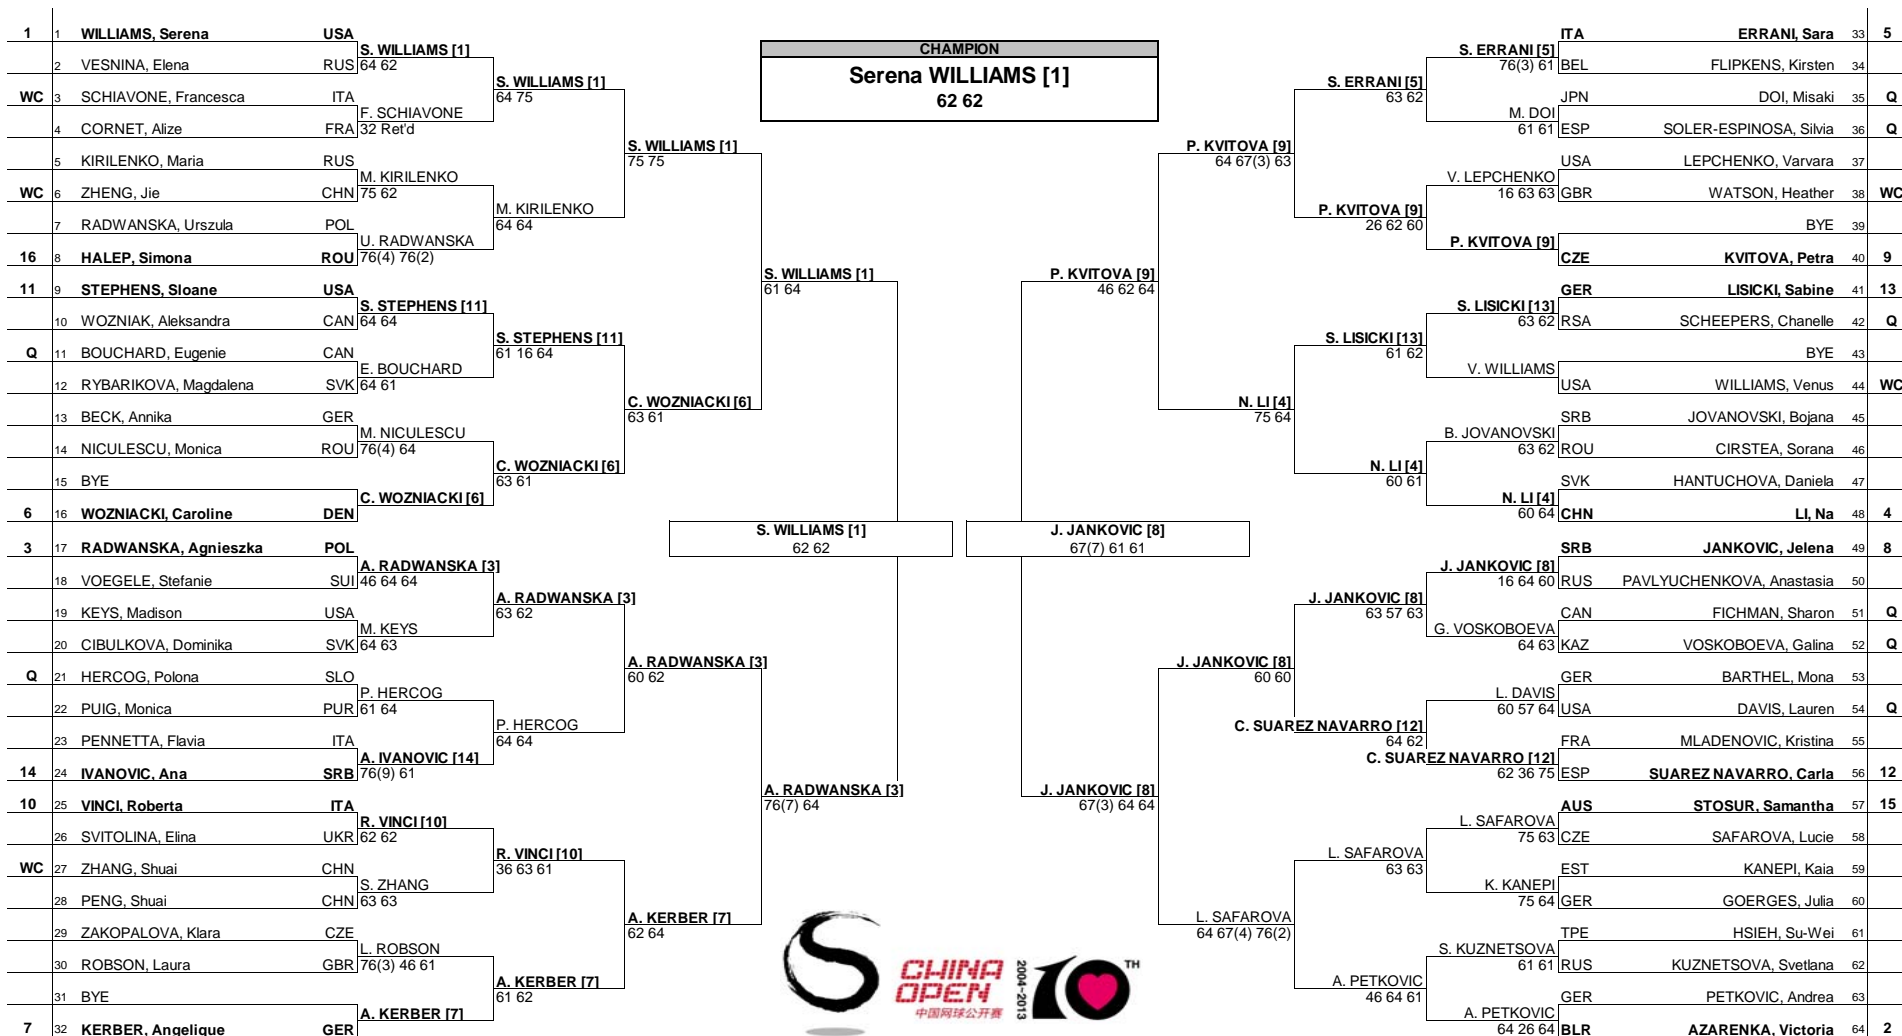 1 1 WILLIAMS, Serena USA
2 VESNINA, Elena RUS
WC 3 SCHIAVONE, Francesca ITA
4 CORNET, Alize FRA
5 KIRILENKO, Maria RUS
WC 6 ZHENG, Jie CHN
7 RADWANSKA, Urszula POL
16 8 HALEP, Simona ROU
11 9 STEPHENS, Sloane USA
10 WOZNIAK, Aleksandra CAN
Q 11 BOUCHARD, Eugenie CAN
12 RYBARIKOVA, Magdalena SVK
13 BECK, Annika GER
14 NICULESCU, Monica ROU
15 BYE
6 16 WOZNIACKI, Caroline DEN
3 17 RADWANSKA, Agnieszka POL
18 VOEGELE, Stefanie SUI
19 KEYS, Madison USA
20 CIBULKOVA, Dominika SVK
Q 21 HERCOG, Polona SLO
22 PUIG, Monica PUR
23 PENNETTA, Flavia ITA
14 24 IVANOVIC, Ana SRB
10 25 VINCI, Roberta ITA
26 SVITOLINA, Elina UKR
WC 27 ZHANG, Shuai CHN
28 PENG, Shuai CHN
29 ZAKOPALOVA, Klara CZE
30 ROBSON, Laura GBR
31 BYE
7 32 KERBER, Angelique GER
S. WILLIAMS [1]
64 62
F. SCHIAVONE
32 Ret'd
M. KIRILENKO
75 62
U. RADWANSKA
76(4) 76(2)
S. STEPHENS [11]
64 64
E. BOUCHARD
64 61
M. NICULESCU
76(4) 64
C. WOZNIACKI [6]
A. RADWANSKA [3]
46 64 64
M. KEYS
64 63
P. HERCOG
61 64
A. IVANOVIC [14]
76(9) 61
R. VINCI [10]
62 62
S. ZHANG
63 63
L. ROBSON
76(3) 46 61
A. KERBER [7]
S. WILLIAMS [1]
64 75
M. KIRILENKO
64 64
S. STEPHENS [11]
61 16 64
C. WOZNIACKI [6]
63 61
A. RADWANSKA [3]
63 62
P. HERCOG
64 64
R. VINCI [10]
36 63 61
A. KERBER [7]
61 62
S. WILLIAMS [1]
75 75
C. WOZNIACKI [6]
63 61
A. RADWANSKA [3]
60 62
A. KERBER [7]
62 64
S. WILLIAMS [1]
61 64
A. RADWANSKA [3]
76(7) 64
CHAMPION
Serena WILLIAMS [1]
62 62
S. WILLIAMS [1]
62 62
J. JANKOVIC [8]
67(7) 61 61
P. KVITOVA [9]
46 62 64
J. JANKOVIC [8]
67(3) 64 64
P. KVITOVA [9]
64 67(3) 63
N. LI [4]
75 64
J. JANKOVIC [8]
60 60
L. SAFAROVA
64 67(4) 76(2)
S. ERRANI [5]
63 62
P. KVITOVA [9]
26 62 60
S. LISICKI [13]
61 62
N. LI [4]
60 61
J. JANKOVIC [8]
63 57 63
C. SUAREZ NAVARRO [12]
64 62
L. SAFAROVA
63 63
A. PETKOVIC
46 64 61
S. ERRANI [5]
76(3) 61
M. DOI
61 61
V. LEPCHENKO
16 63 63
P. KVITOVA [9]
S. LISICKI [13]
63 62
V. WILLIAMS
B. JOVANOVSKI
63 62
N. LI [4]
60 64
J. JANKOVIC [8]
16 64 60
G. VOSKOBOEVA
64 63
L. DAVIS
60 57 64
C. SUAREZ NAVARRO [12]
62 36 75
L. SAFAROVA
75 63
K. KANEPI
75 64
S. KUZNETSOVA
61 61
A. PETKOVIC
64 26 64
ITA ERRANI, Sara 33 5
BEL FLIPKENS, Kirsten 34
JPN DOI, Misaki 35 Q
ESP SOLER-ESPINOSA, Silvia 36 Q
USA LEPCHENKO, Varvara 37
GBR WATSON, Heather 38 WC
BYE 39
CZE KVITOVA, Petra 40 9
GER LISICKI, Sabine 41 13
RSA SCHEEPERS, Chanelle 42 Q
BYE 43
USA WILLIAMS, Venus 44 WC
SRB JOVANOVSKI, Bojana 45
ROU CIRSTEA, Sorana 46
SVK HANTUCHOVA, Daniela 47
CHN LI, Na 48 4
SRB JANKOVIC, Jelena 49 8
RUS PAVLYUCHENKOVA, Anastasia 50
CAN FICHMAN, Sharon 51 Q
KAZ VOSKOBOEVA, Galina 52 Q
GER BARTHEL, Mona 53
USA DAVIS, Lauren 54 Q
FRA MLADENOVIC, Kristina 55
ESP SUAREZ NAVARRO, Carla 56 12
AUS STOSUR, Samantha 57 15
CZE SAFAROVA, Lucie 58
EST KANEPI, Kaia 59
GER GOERGES, Julia 60
TPE HSIEH, Su-Wei 61
RUS KUZNETSOVA, Svetlana 62
GER PETKOVIC, Andrea 63
BLR AZARENKA, Victoria 64 2
CHINA
OPEN
中国网球公开赛
2004-2013
10TH